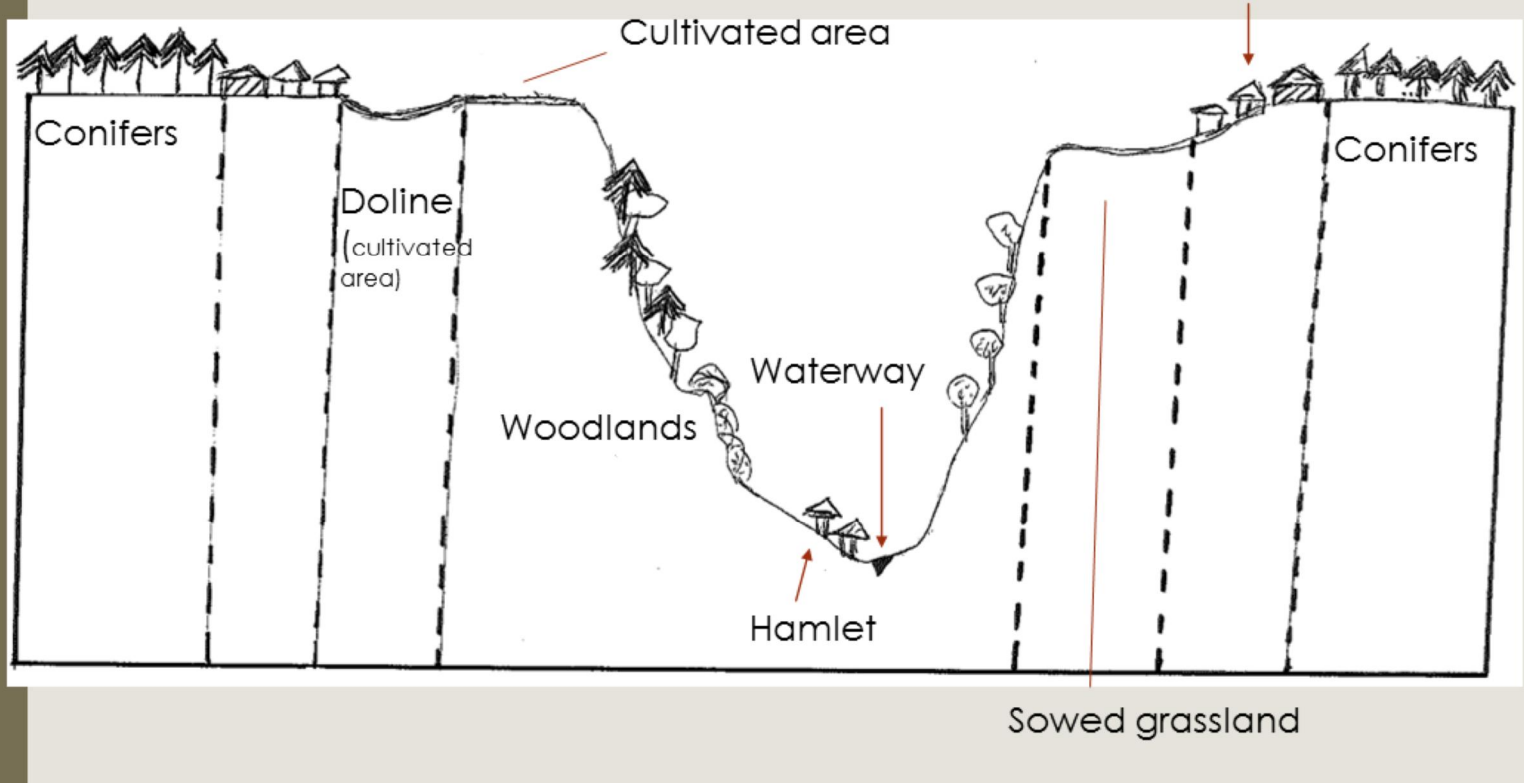 Cultivated area
Conifers
Conifers
Doline
(cultivated
area)
Waterway
Woodlands
Hamlet
Sowed grassland